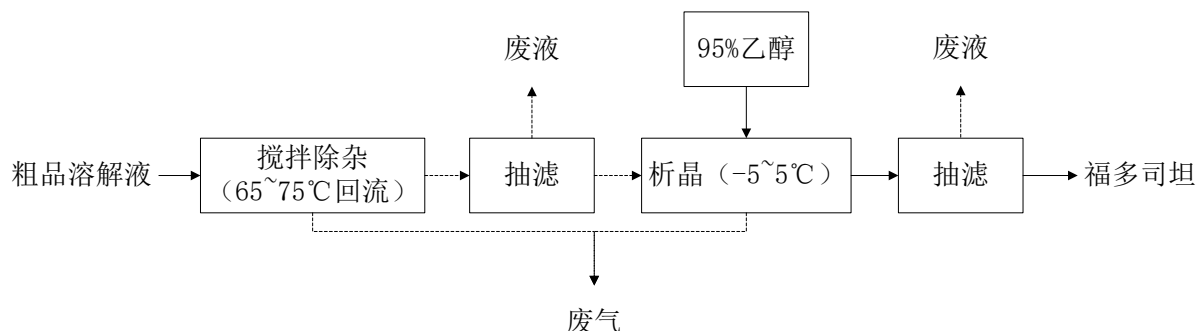 废液
95%乙醇
废液
粗品溶解液
搅拌除杂
（65~75℃回流）
抽滤
析晶（-5~5℃）
抽滤
福多司坦
废气